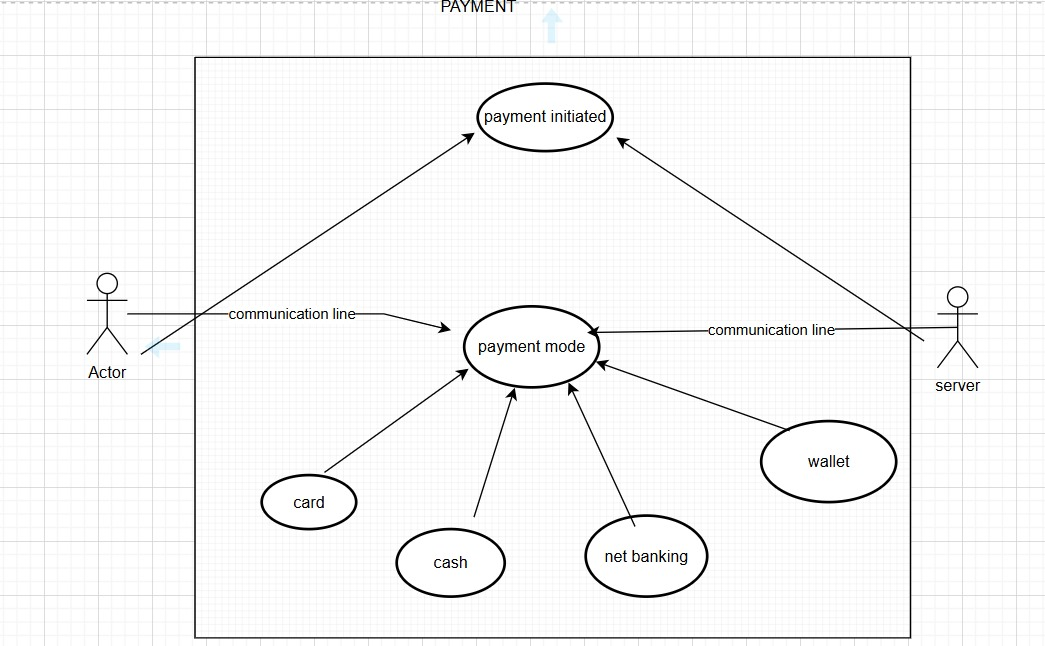 PAYMENT
payment initiated
communication line
communication line
payment mode
Actor
server
wallet
card
cash
net banking